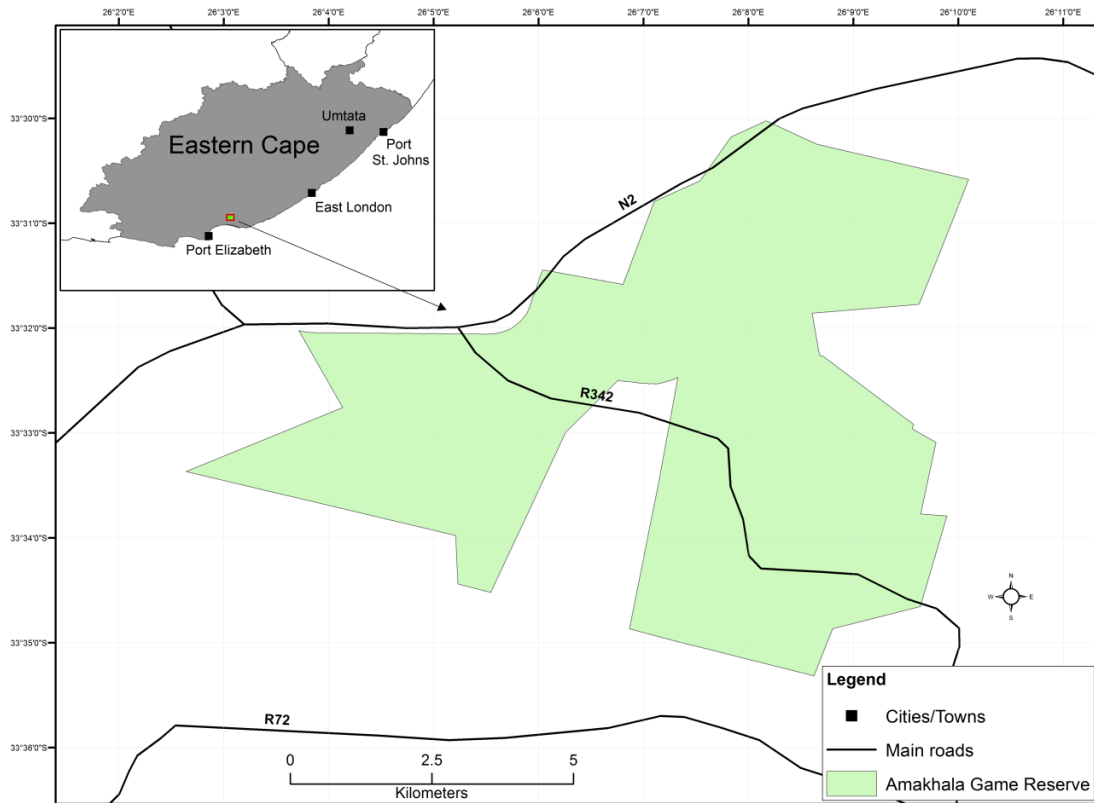 26°2'0"E 26°3'0"E 26°4'0"E 26°5'0"E 26°6'0"E 26°7'0"E 26°8'0"E 26°9'0"E 26°10'0"E 26°11'0"E
Umtata
Eastern Cape
Port
St. Johns
East London
Port Elizabeth
33°30'0"S
33°31'0"S
33°32'0"S
33°33'0"S
33°34'0"S
33°35'0"S
33°36'0"S
N2
R342
R72
N
W E
S
0 2.5 5
Kilometers
Legend
Cities/Towns
Main roads
Amakhala Game Reserve